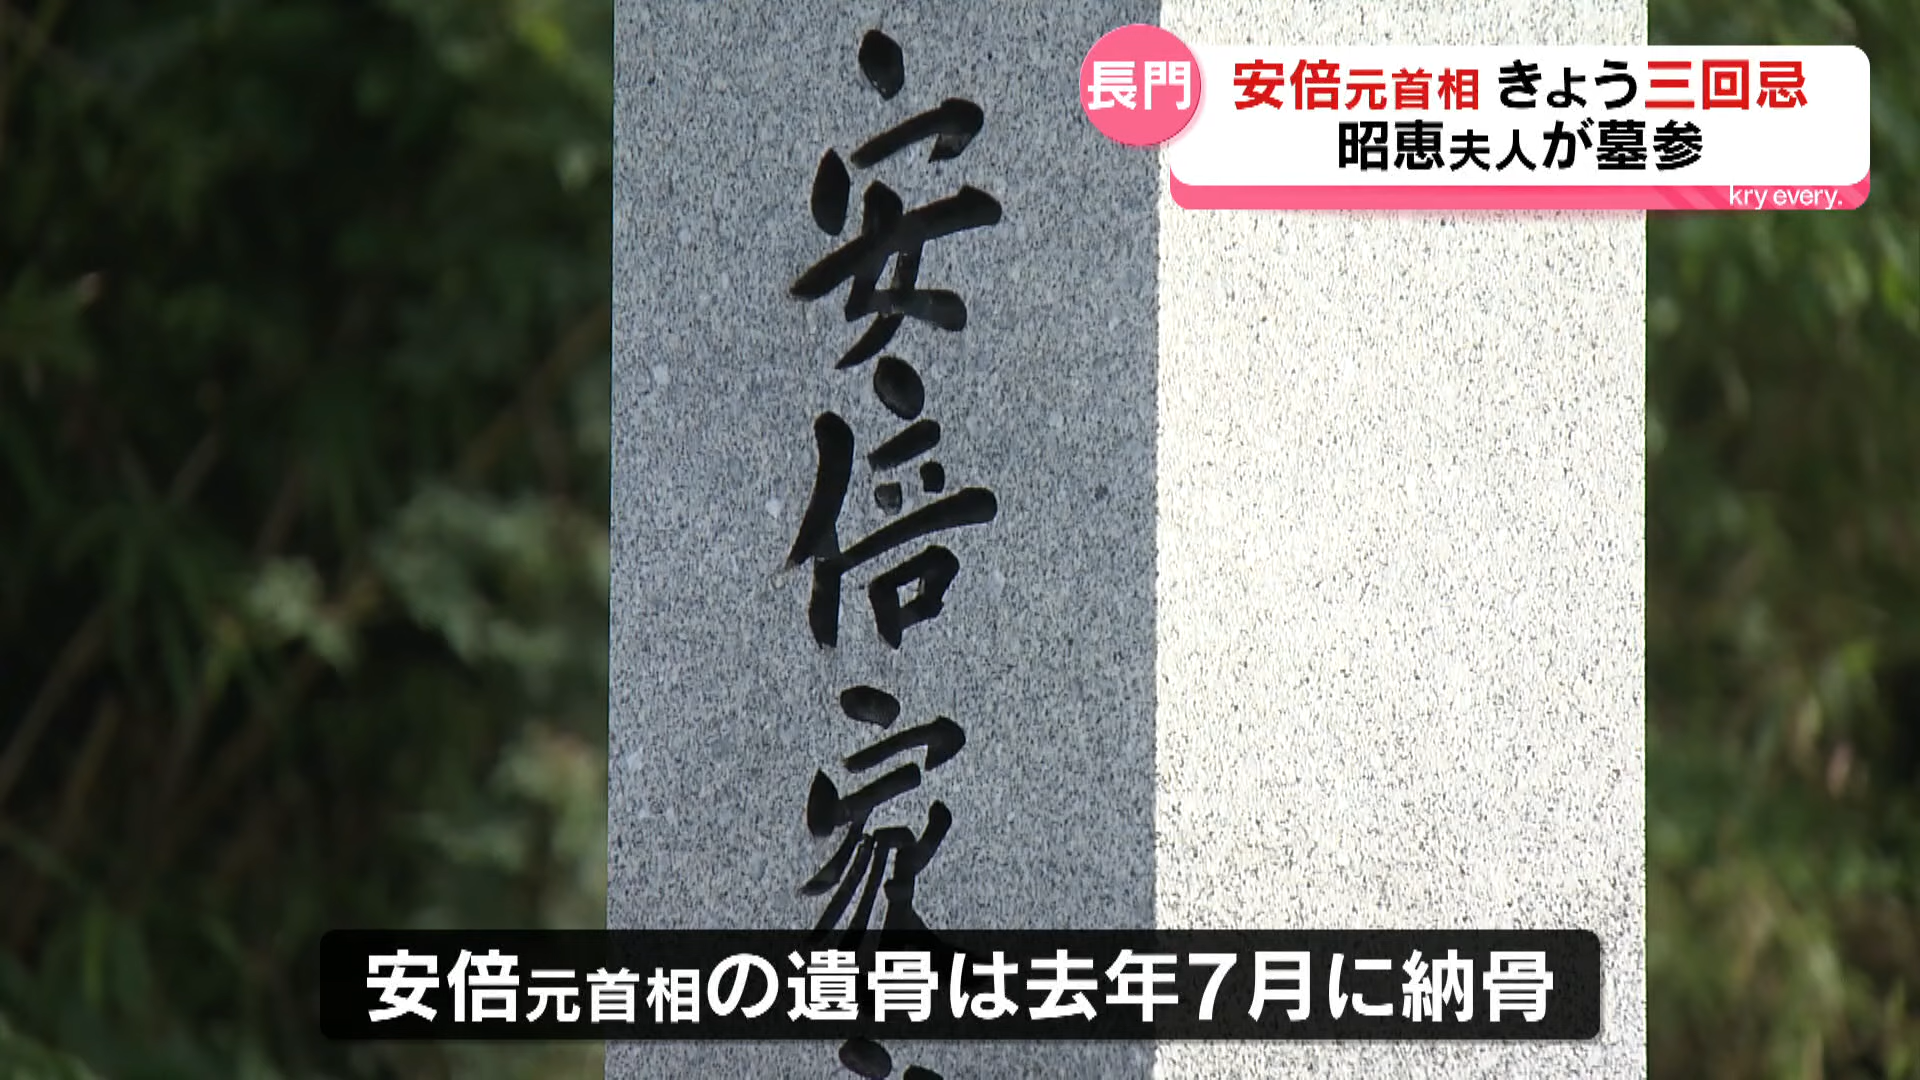 長門
安倍元首相 きょう三回忌
昭恵夫人が墓参
kry every.
安倍家
安倍元首相の遺骨は去年7月に納骨